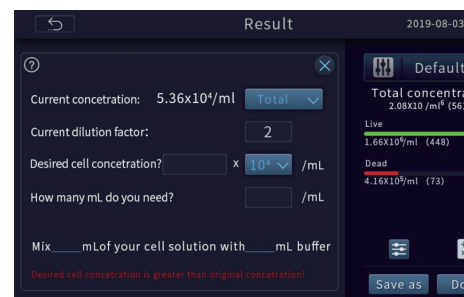 Result
2019-08-03
?
Current concetration: 5.36x10⁴/ml Total
Current dilution factor: 2
Desired cell concetration? x 10⁴ /mL
How many mL do you need? /mL
Mix____mLof your cell solution with____mL buffer
Desired cell concetration is greater than original concetration!
Default
Total concentra
2.08X10 /ml⁶ (56
Live
1.66X10⁶/ml (448)
Dead
4.16X10⁵/ml (73)
Save as
Do